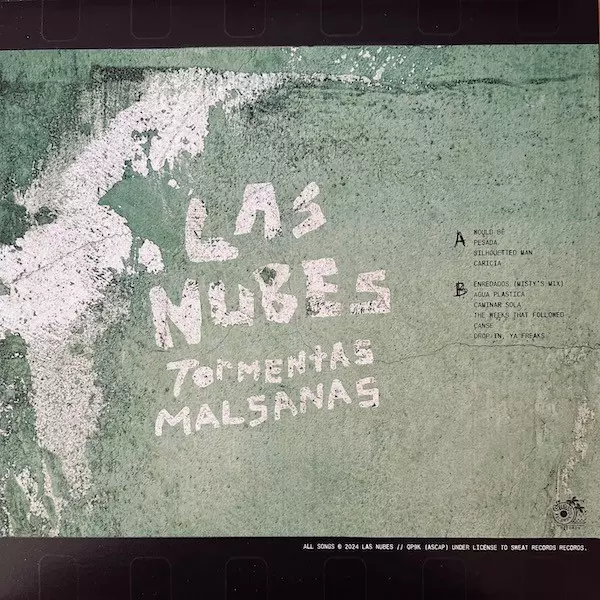 LAS
NUBES
TORMENTAS
MALSANAS
A
WOULD BE
PESADA
SILHOUETTED MAN
CARICIA
B
ENREDADOS (MISTY'S MIX)
AGUA PLASTICA
CAMINAR SOLA
THE WEEKS THAT FOLLOWED
CANSE
DROP-IN, YA FREAKS
ALL SONGS © 2024 LAS NUBES // QPBK (ASCAP) UNDER LICENSE TO SWEAT RECORDS RECORDS.